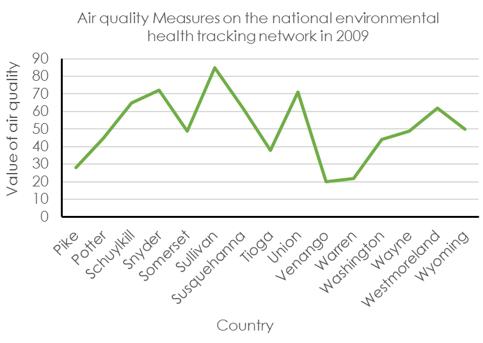 Air quality Measures on the national environmental
health tracking network in 2009
Value of air quality
90
80
70
60
50
40
30
20
10
0
Pike
Potter
Schuylkill
Snyder
Somerset
Sullivan
Susquehanna
Tioga
Union
Venango
Warren
Washington
Wayne
Westmoreland
Wyoming
Country